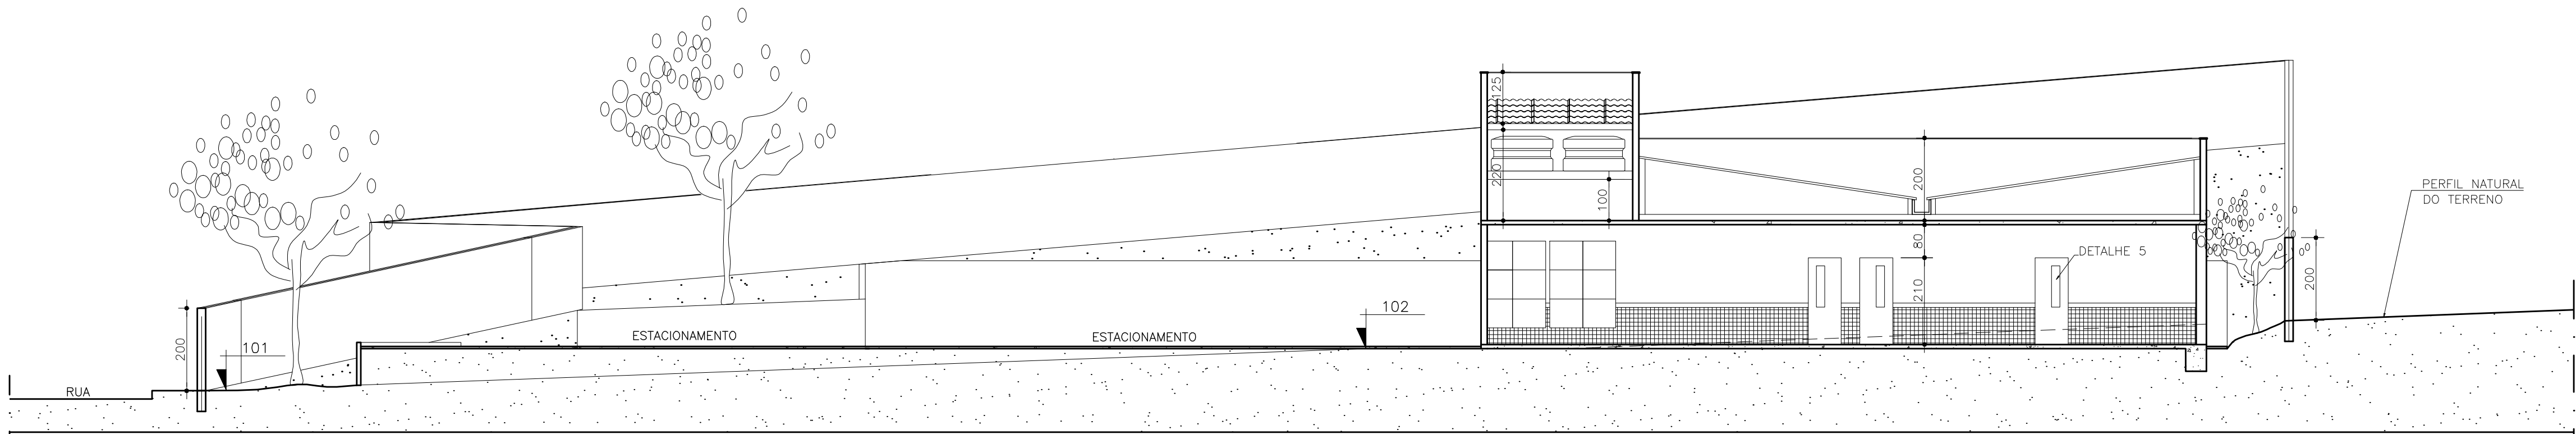 125
220
100
200
PERFIL NATURAL
DO TERRENO
80
DETALHE 5
210
200
102
ESTACIONAMENTO
ESTACIONAMENTO
200
101
RUA